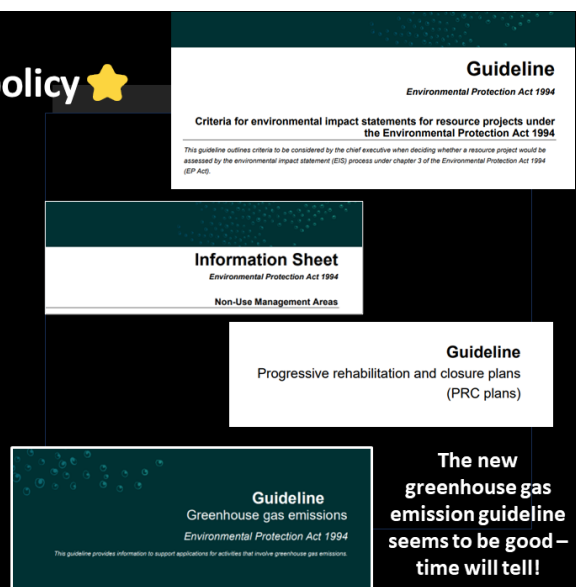 policy
Guideline
Environmental Protection Act 1994
Criteria for environmental impact statements for resource projects under
the Environmental Protection Act 1994
This guideline outlines criteria to be considered by the chief executive when deciding whether a resource project would be
assessed by the environmental impact statement (EIS) process under chapter 3 of the Environmental Protection Act 1994
(EP Act).
Information Sheet
Environmental Protection Act 1994
Non-Use Management Areas
Guideline
Progressive rehabilitation and closure plans
(PRC plans)
Guideline
Greenhouse gas emissions
Environmental Protection Act 1994
This guideline provides information to support applications for activities that involve greenhouse gas emissions.
The new
greenhouse gas
emission guideline
seems to be good –
time will tell!